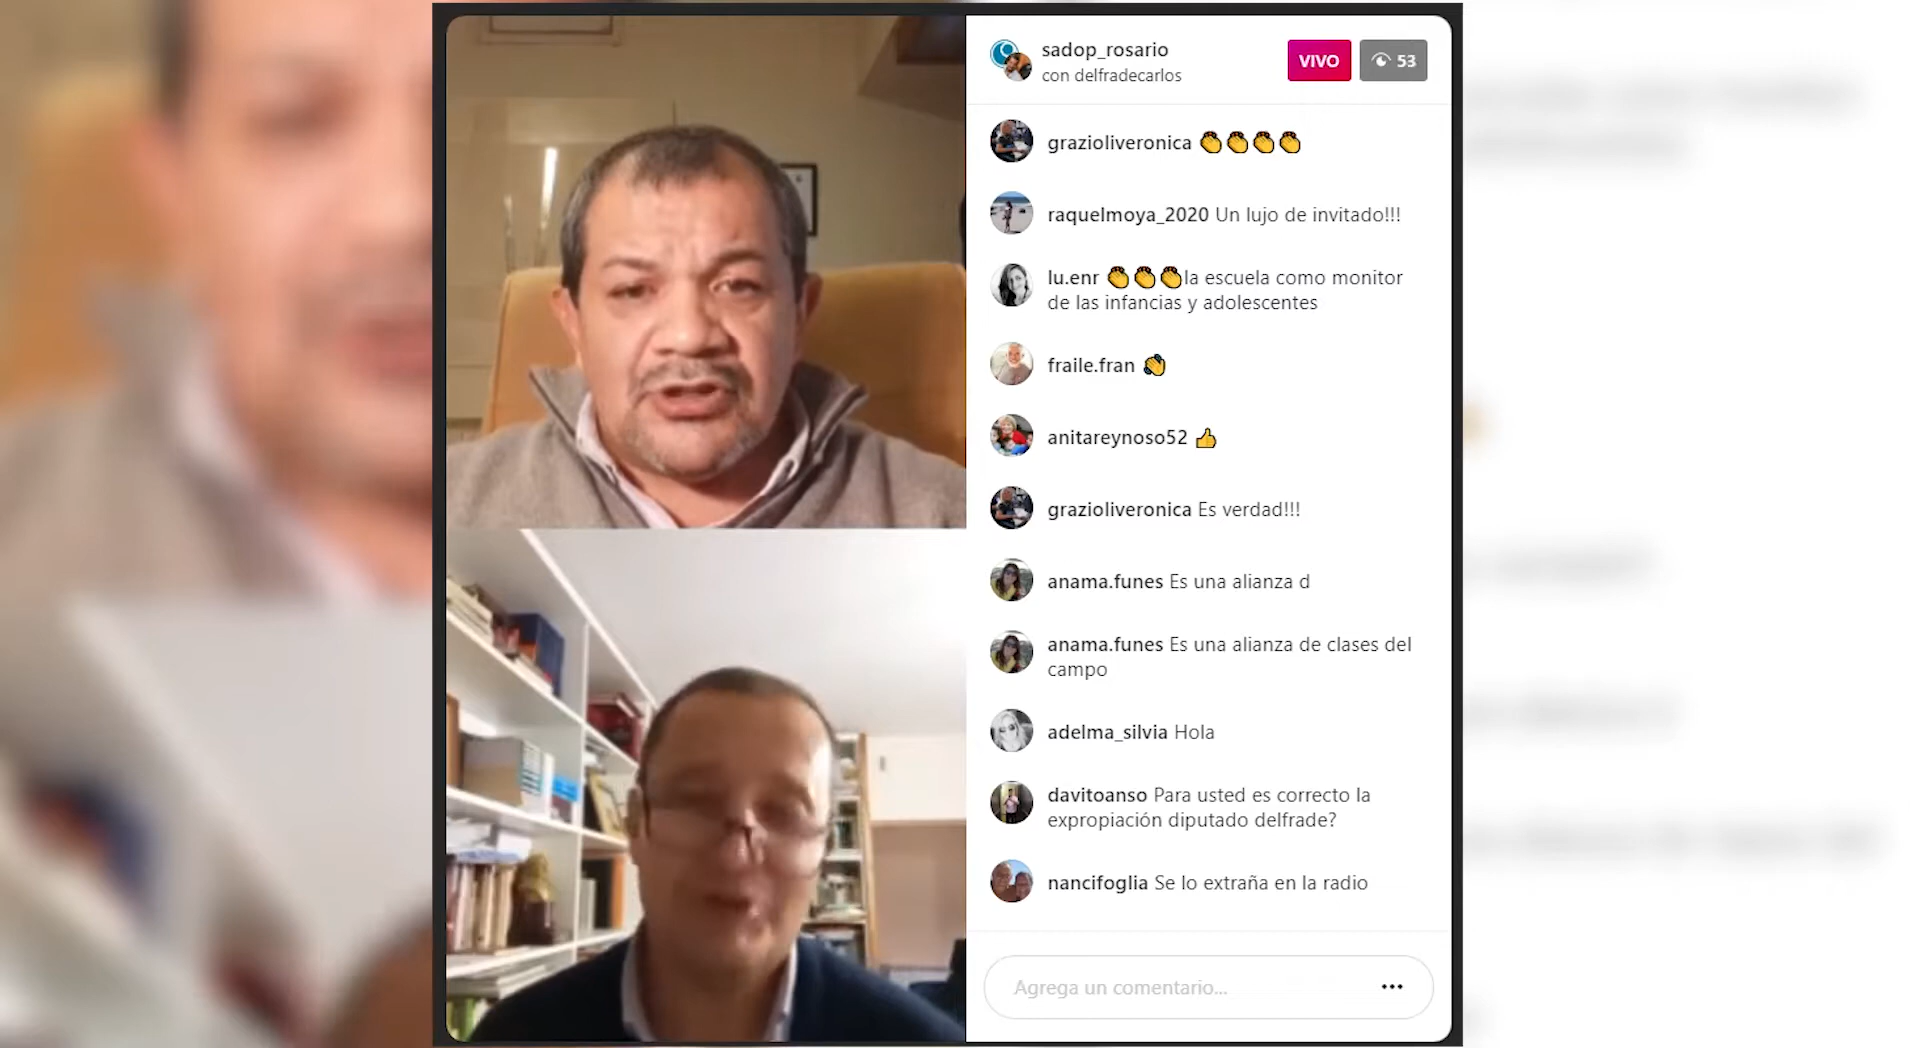 sadop_rosario
con delfradecarlos
VIVO
53
grazioliveronica 👏👏👏👏
raquelmoya_2020 Un lujo de invitado!!!
lu.enr 👏👏👏la escuela como monitor
de las infancias y adolescentes
fraile.fran 👏
anitareynoso52 👍
grazioliveronica Es verdad!!!
anama.funes Es una alianza d
anama.funes Es una alianza de clases del
campo
adelma_silvia Hola
davitoanso Para usted es correcto la
expropiación diputado delfrade?
nancifoglia Se lo extraña en la radio
Agrega un comentario...